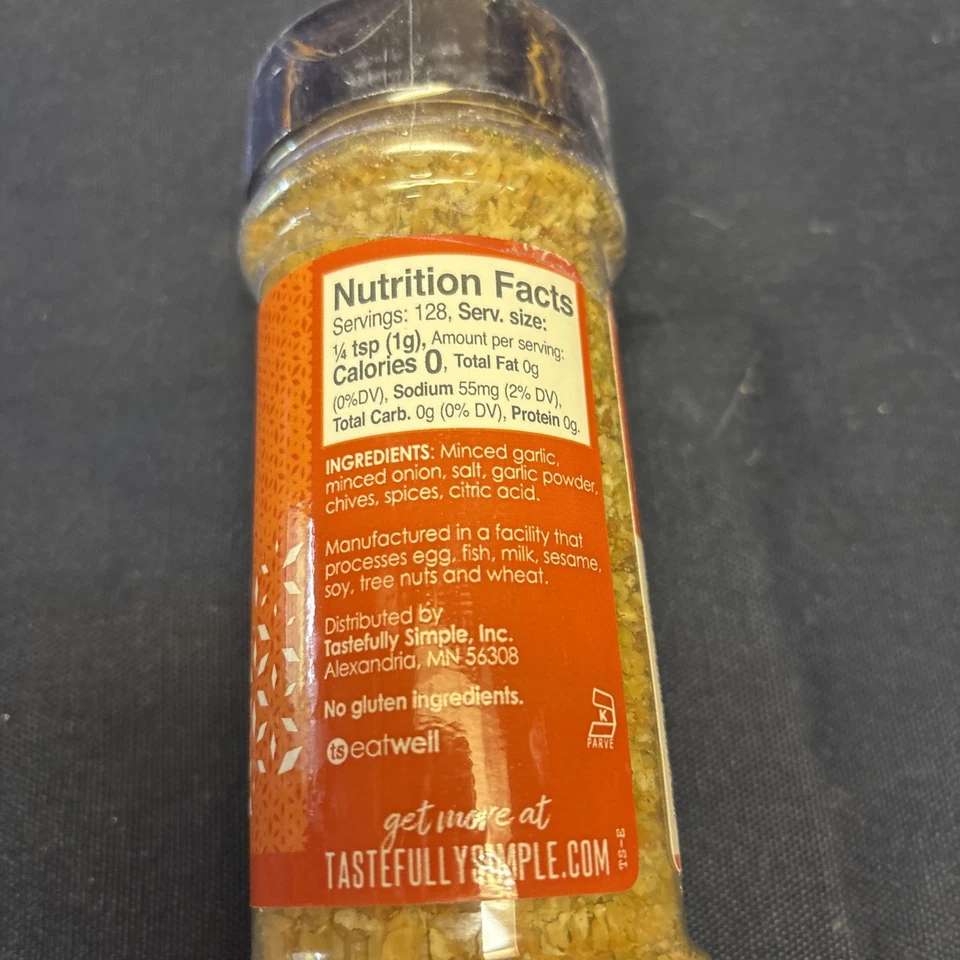 Nutrition Facts
Servings: 128, Serv. size:
¼ tsp (1g), Amount per serving:
Calories 0, Total Fat 0g
(0%DV), Sodium 55mg (2% DV),
Total Carb. 0g (0% DV), Protein 0g.
INGREDIENTS: Minced garlic,
minced onion, salt, garlic powder,
chives, spices, citric acid.
Manufactured in a facility that
processes egg, fish, milk, sesame,
soy, tree nuts and wheat.
Distributed by
Tastefully Simple, Inc.
Alexandria, MN 56308
No gluten ingredients.
K
PARVE
ts eatwell
get more at
TASTEFULLYSIMPLE.COM
TS-E